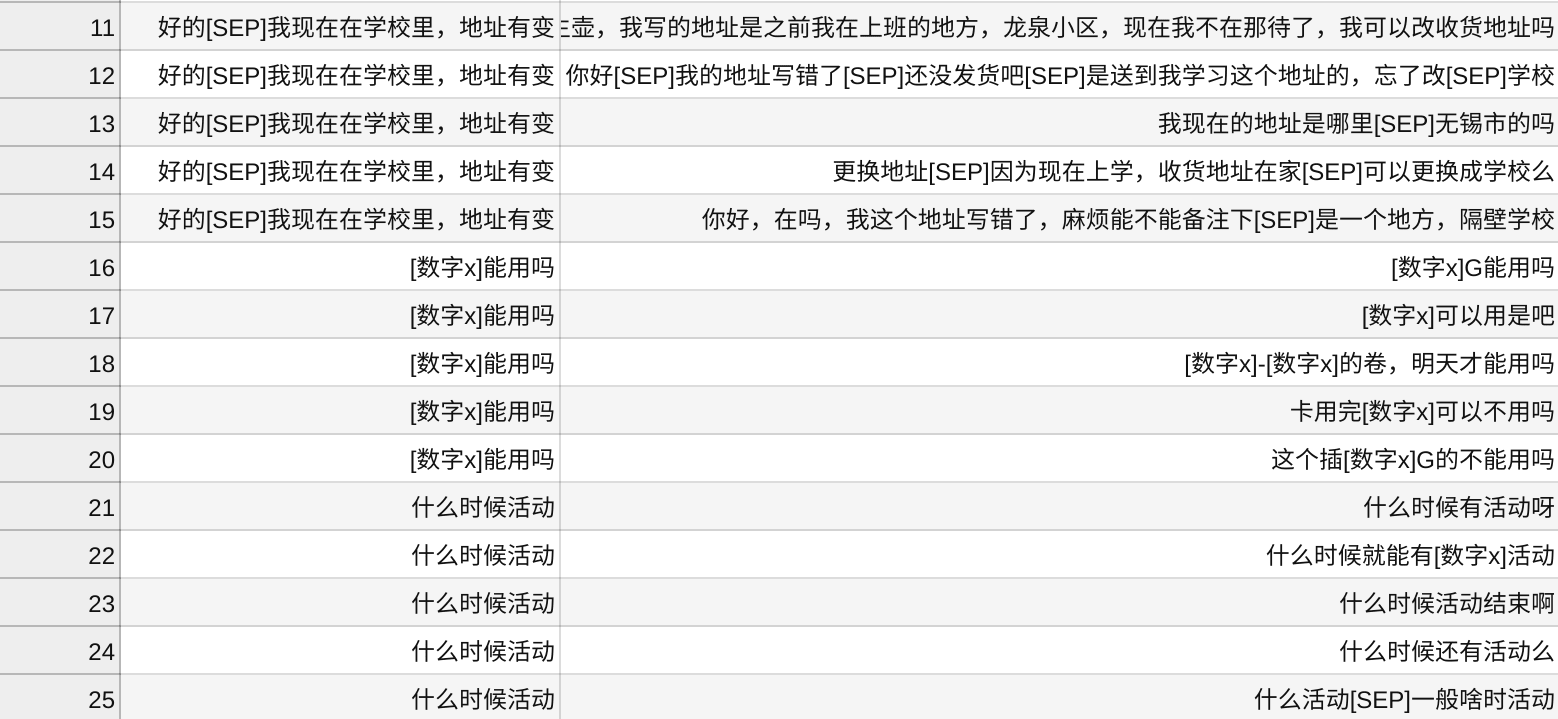 11 好的[SEP]我现在在学校里，地址有变 壶，我写的地址是之前我在上班的地方，龙泉小区，现在我不在那待了，我可以改收货地址吗
12 好的[SEP]我现在在学校里，地址有变 你好[SEP]我的地址写错了[SEP]还没发货吧[SEP]是送到我学习这个地址的，忘了改[SEP]学校
13 好的[SEP]我现在在学校里，地址有变 我现在的地址是哪里[SEP]无锡市的吗
14 好的[SEP]我现在在学校里，地址有变 更换地址[SEP]因为现在上学，收货地址在家[SEP]可以更换成学校么
15 好的[SEP]我现在在学校里，地址有变 你好，在吗，我这个地址写错了，麻烦能不能备注下[SEP]是一个地方，隔壁学校
16 [数字x]能用吗 [数字x]G能用吗
17 [数字x]能用吗 [数字x]可以用是吧
18 [数字x]能用吗 [数字x]-[数字x]的卷，明天才能用吗
19 [数字x]能用吗 卡用完[数字x]可以不用吗
20 [数字x]能用吗 这个插[数字x]G的不能用吗
21 什么时候活动 什么时候有活动呀
22 什么时候活动 什么时候就能有[数字x]活动
23 什么时候活动 什么时候活动结束啊
24 什么时候活动 什么时候还有活动么
25 什么时候活动 什么活动[SEP]一般啥时活动